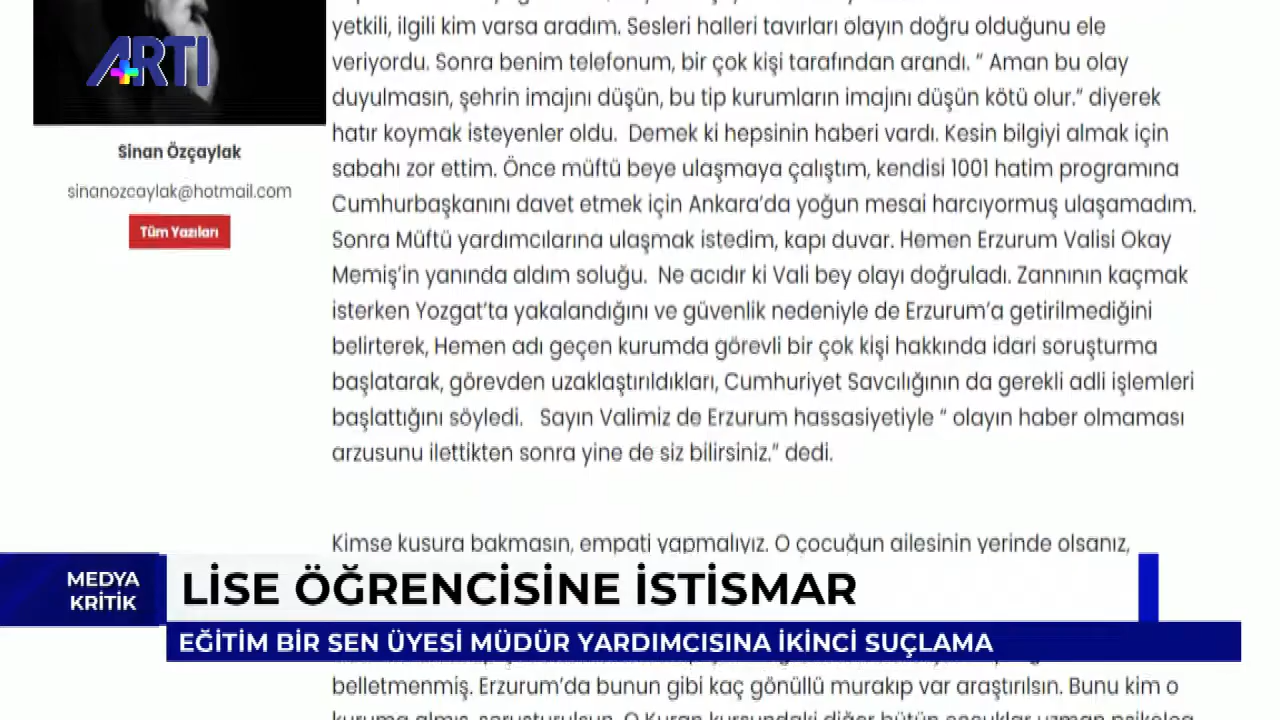 yetkili, ilgili kim varsa aradım. Sesleri halleri tavırları olayın doğru olduğunu ele
veriyordu. Sonra benim telefonum, bir çok kişi tarafından arandı. “ Aman bu olay
duyulmasın, şehrin imajını düşün, bu tip kurumların imajını düşün kötü olur.” diyerek
hatır koymak isteyenler oldu. Demek ki hepsinin haberi vardı. Kesin bilgiyi almak için
sabahı zor ettim. Önce müftü beye ulaşmaya çalıştım, kendisi 1001 hatim programına
Cumhurbaşkanını davet etmek için Ankara’da yoğun mesai harcıyormuş ulaşamadım.
Sonra Müftü yardımcılarına ulaşmak istedim, kapı duvar. Hemen Erzurum Valisi Okay
Memiş’in yanında aldım soluğu. Ne acıdır ki Vali bey olayı doğruladı. Zannının kaçmak
isterken Yozgat’ta yakalandığını ve güvenlik nedeniyle de Erzurum’a getirilmediğini
belirterek, Hemen adı geçen kurumda görevli bir çok kişi hakkında idari soruşturma
başlatarak, görevden uzaklaştırıldıkları, Cumhuriyet Savcılığının da gerekli adli işlemleri
başlattığını söyledi. Sayın Valimiz de Erzurum hassasiyetiyle “ olayın haber olmaması
arzusunu ilettikten sonra yine de siz bilirsiniz.” dedi.
Kimse kusura bakmasın, empati yapmalıyız. O çocuğun ailesinin yerinde olsanız,
belletmenmiş. Erzurum’da bunun gibi kaç gönüllü murakıp var araştırılsın. Bunu kim o
kuruma almış, soruşturulsun. O Kuran kursundaki diğer bütün çocuklar uzman psikolog
ARTI
Sinan Özçaylak
sinanozcaylak@hotmail.com
Tüm Yazıları
MEDYA
KRİTİK
LİSE ÖĞRENCİSİNE İSTİSMAR
EĞİTİM BİR SEN ÜYESİ MÜDÜR YARDIMCISINA İKİNCİ SUÇLAMA